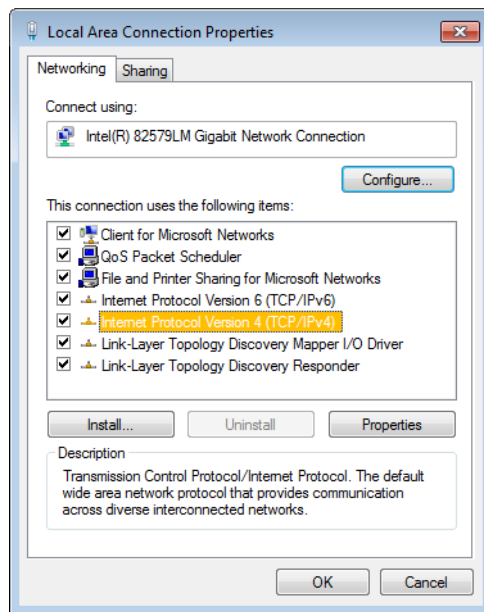 Local Area Connection Properties
Networking
Sharing
Connect using:
Intel(R) 82579LM Gigabit Network Connection
Configure...
This connection uses the following items:
Client for Microsoft Networks
QoS Packet Scheduler
File and Printer Sharing for Microsoft Networks
Internet Protocol Version 6 (TCP/IPv6)
Internet Protocol Version 4 (TCP/IPv4)
Link-Layer Topology Discovery Mapper I/O Driver
Link-Layer Topology Discovery Responder
Install...
Uninstall
Properties
Description
Transmission Control Protocol/Internet Protocol. The default
wide area network protocol that provides communication
across diverse interconnected networks.
OK
Cancel